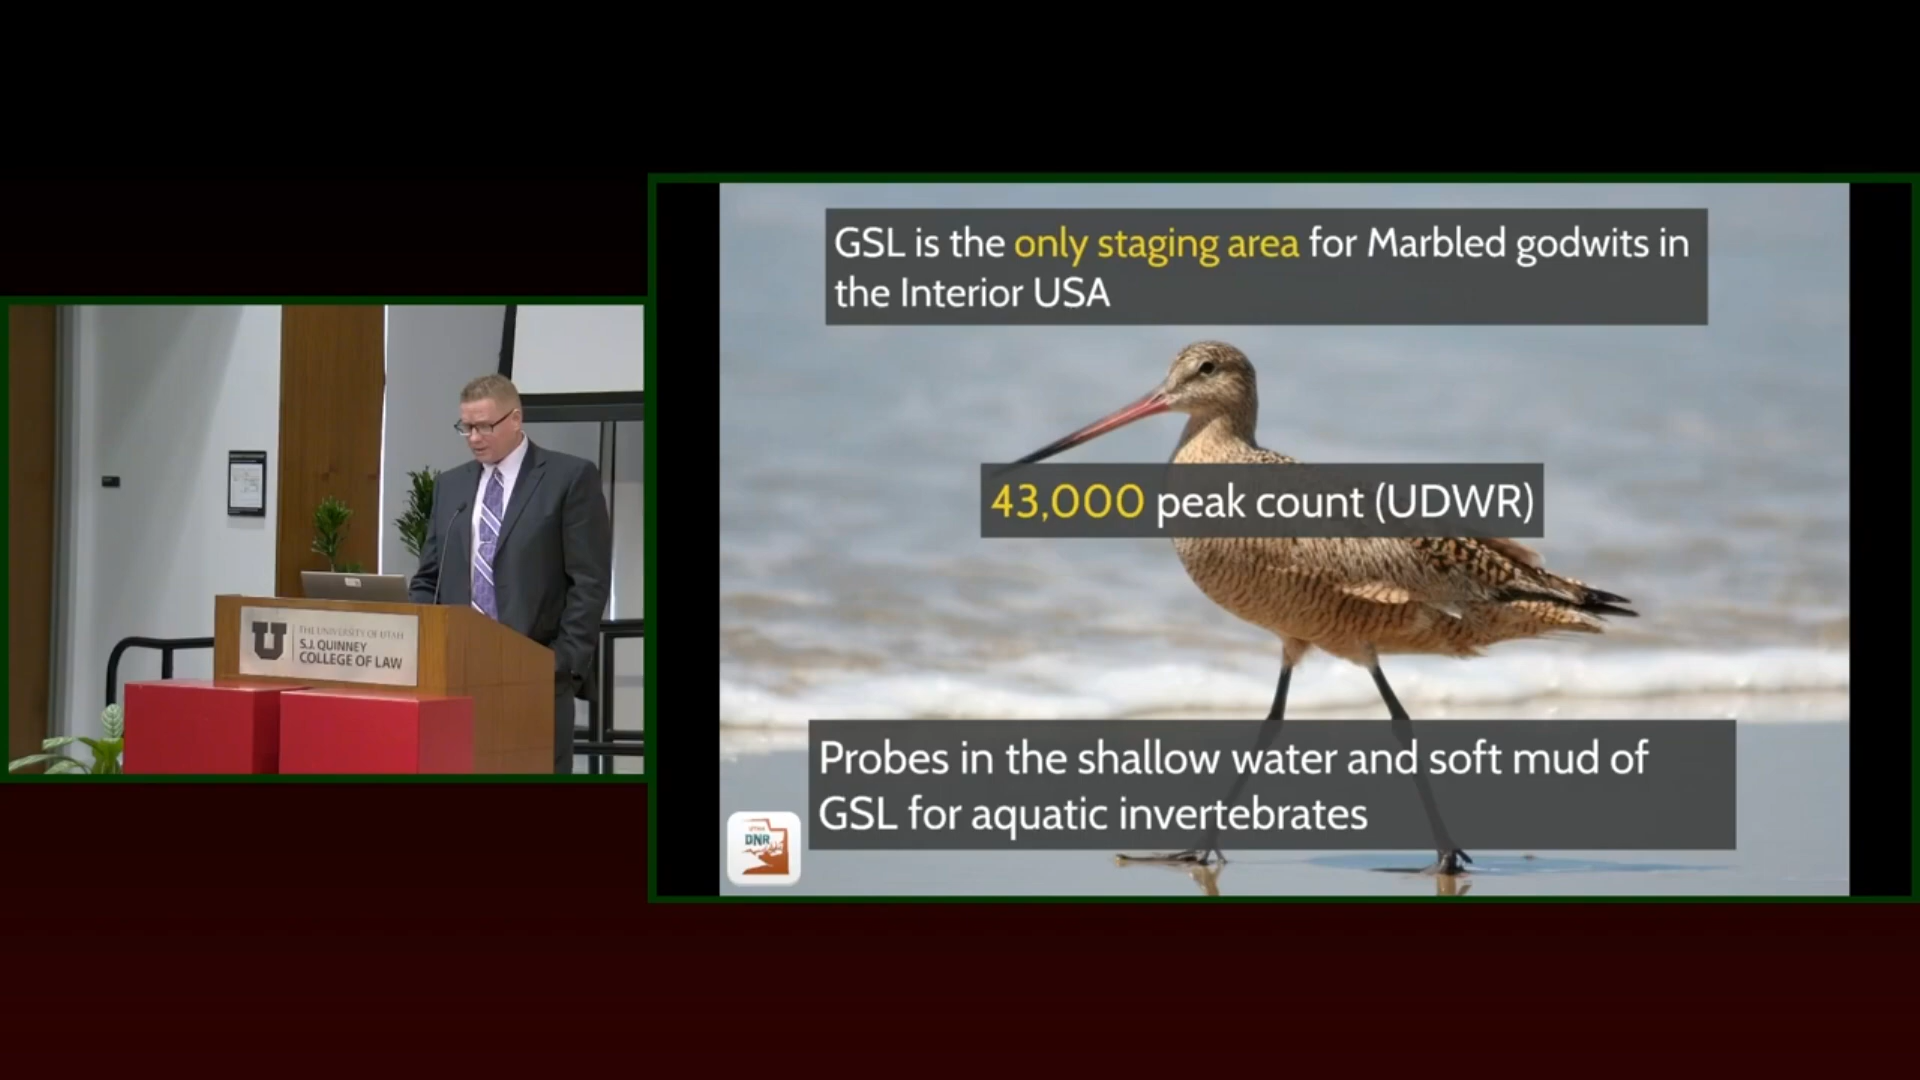 GSL is the only staging area for Marbled godwits in
the Interior USA
43,000 peak count (UDWR)
Probes in the shallow water and soft mud of
GSL for aquatic invertebrates
UTAH
DNR
U
THE UNIVERSITY OF UTAH
S.J. QUINNEY
COLLEGE OF LAW